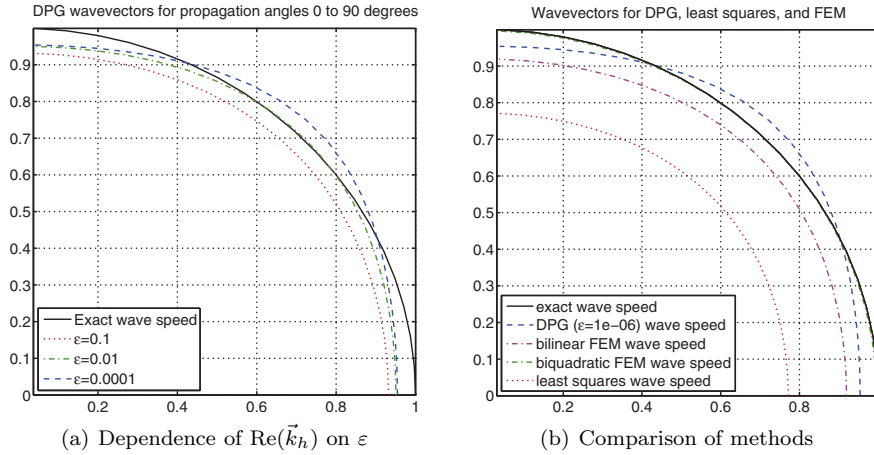 DPG wavevectors for propagation angles 0 to 90 degrees
0.9
0.8
0.7
0.6
0.5
0.4
0.3
0.2
0.1
0
0.2
0.4
0.6
0.8
1
Exact wave speed
ε=0.1
ε=0.01
ε=0.0001
(a) Dependence of Re(k⃗_h) on ε
Wavevectors for DPG, least squares, and FEM
0.9
0.8
0.7
0.6
0.5
0.4
0.3
0.2
0.1
0
0.2
0.4
0.6
0.8
exact wave speed
DPG (ε=1e−06) wave speed
bilinear FEM wave speed
biquadratic FEM wave speed
least squares wave speed
(b) Comparison of methods